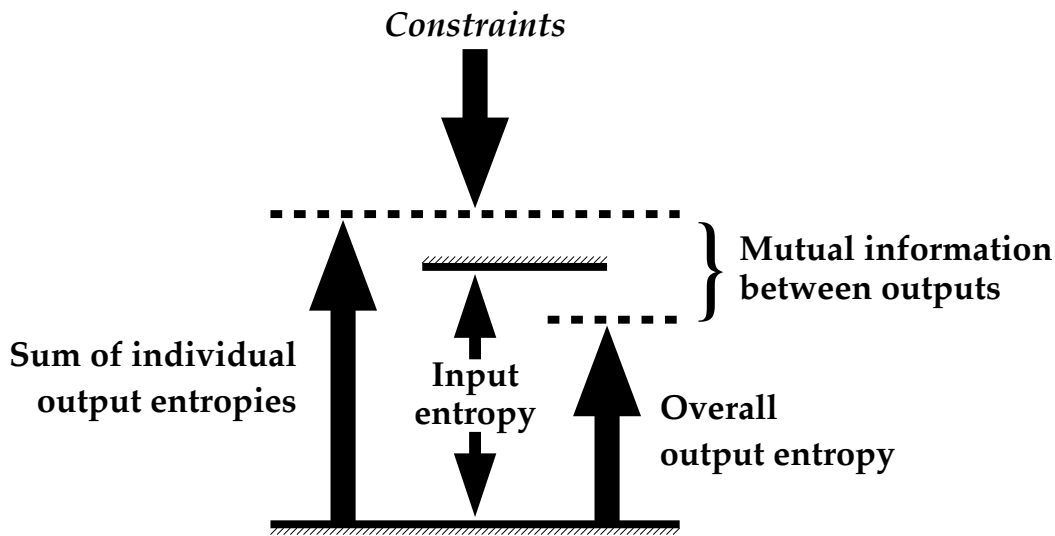 Constraints
Mutual information
between outputs
Sum of individual
output entropies
Input
entropy
Overall
output entropy